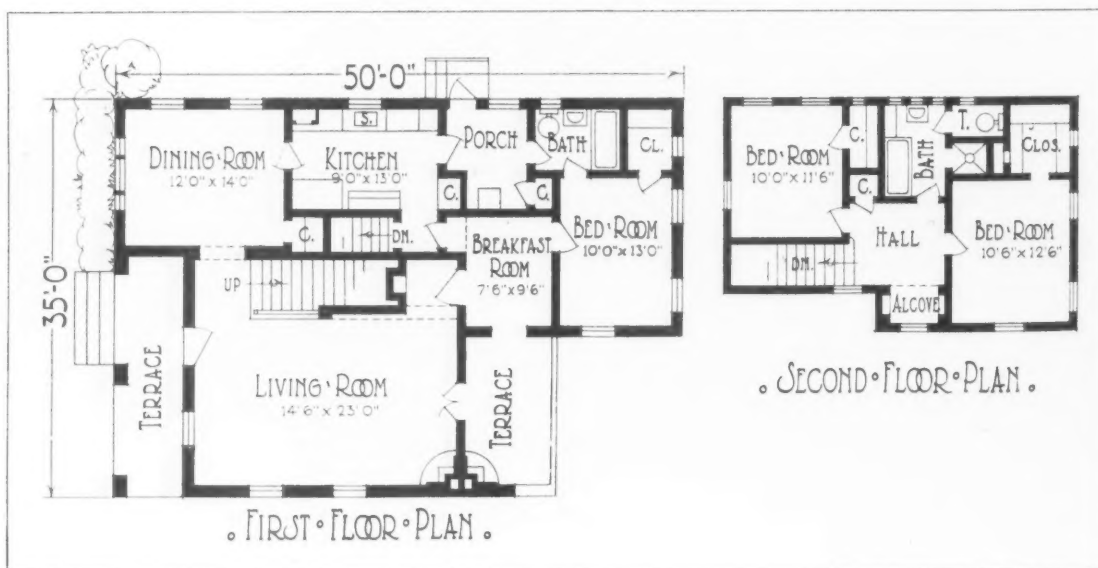 50'-0"
35'-0"
DINING·ROOM
12'0" x 14'0"
KITCHEN
9'0" x 13'0"
S.
PORCH
BATH
CL.
C.
C.
C.
DN.
BREAKFAST
ROOM
7'6" x 9'6"
BED·ROOM
10'0" x 13'0"
UP
TERRACE
LIVING·ROOM
14'6" x 23'0"
TERRACE
FIRST·FLOOR·PLAN.
BED·ROOM
10'0" x 11'6"
C.
BATH
T.
CLOS.
C.
HALL
BED·ROOM
10'6" x 12'6"
DN.
ALCOVE
SECOND·FLOOR·PLAN.